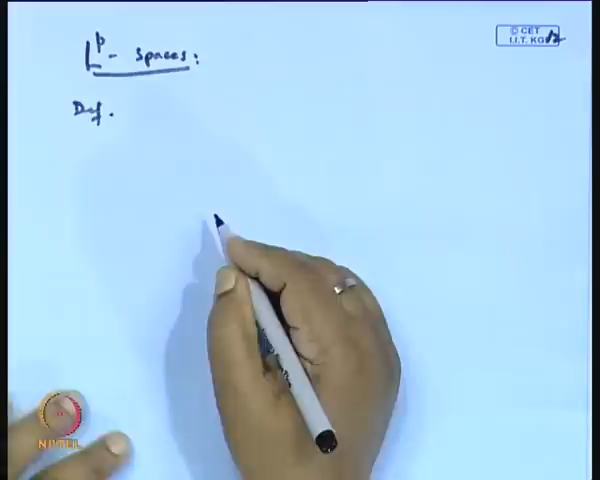 L^p - Spaces:
Def.
© CET
I.I.T. KGP
NPTEL